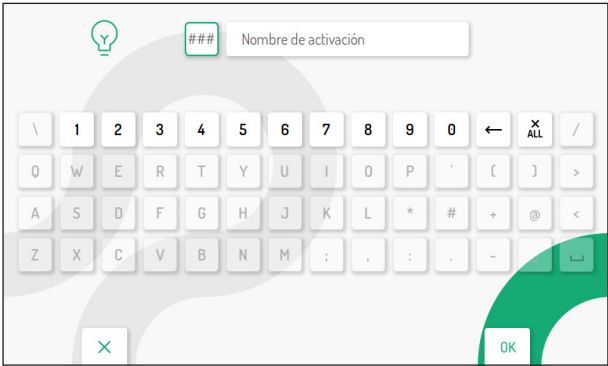 ### Nombre de activación
\ 1 2 3 4 5 6 7 8 9 0 ← × ALL /
Q W E R T Y U I O P ' ( ) >
A S D F G H J K L * # + @ <
Z X C V B N M ; , : . - _ ⌴
× OK